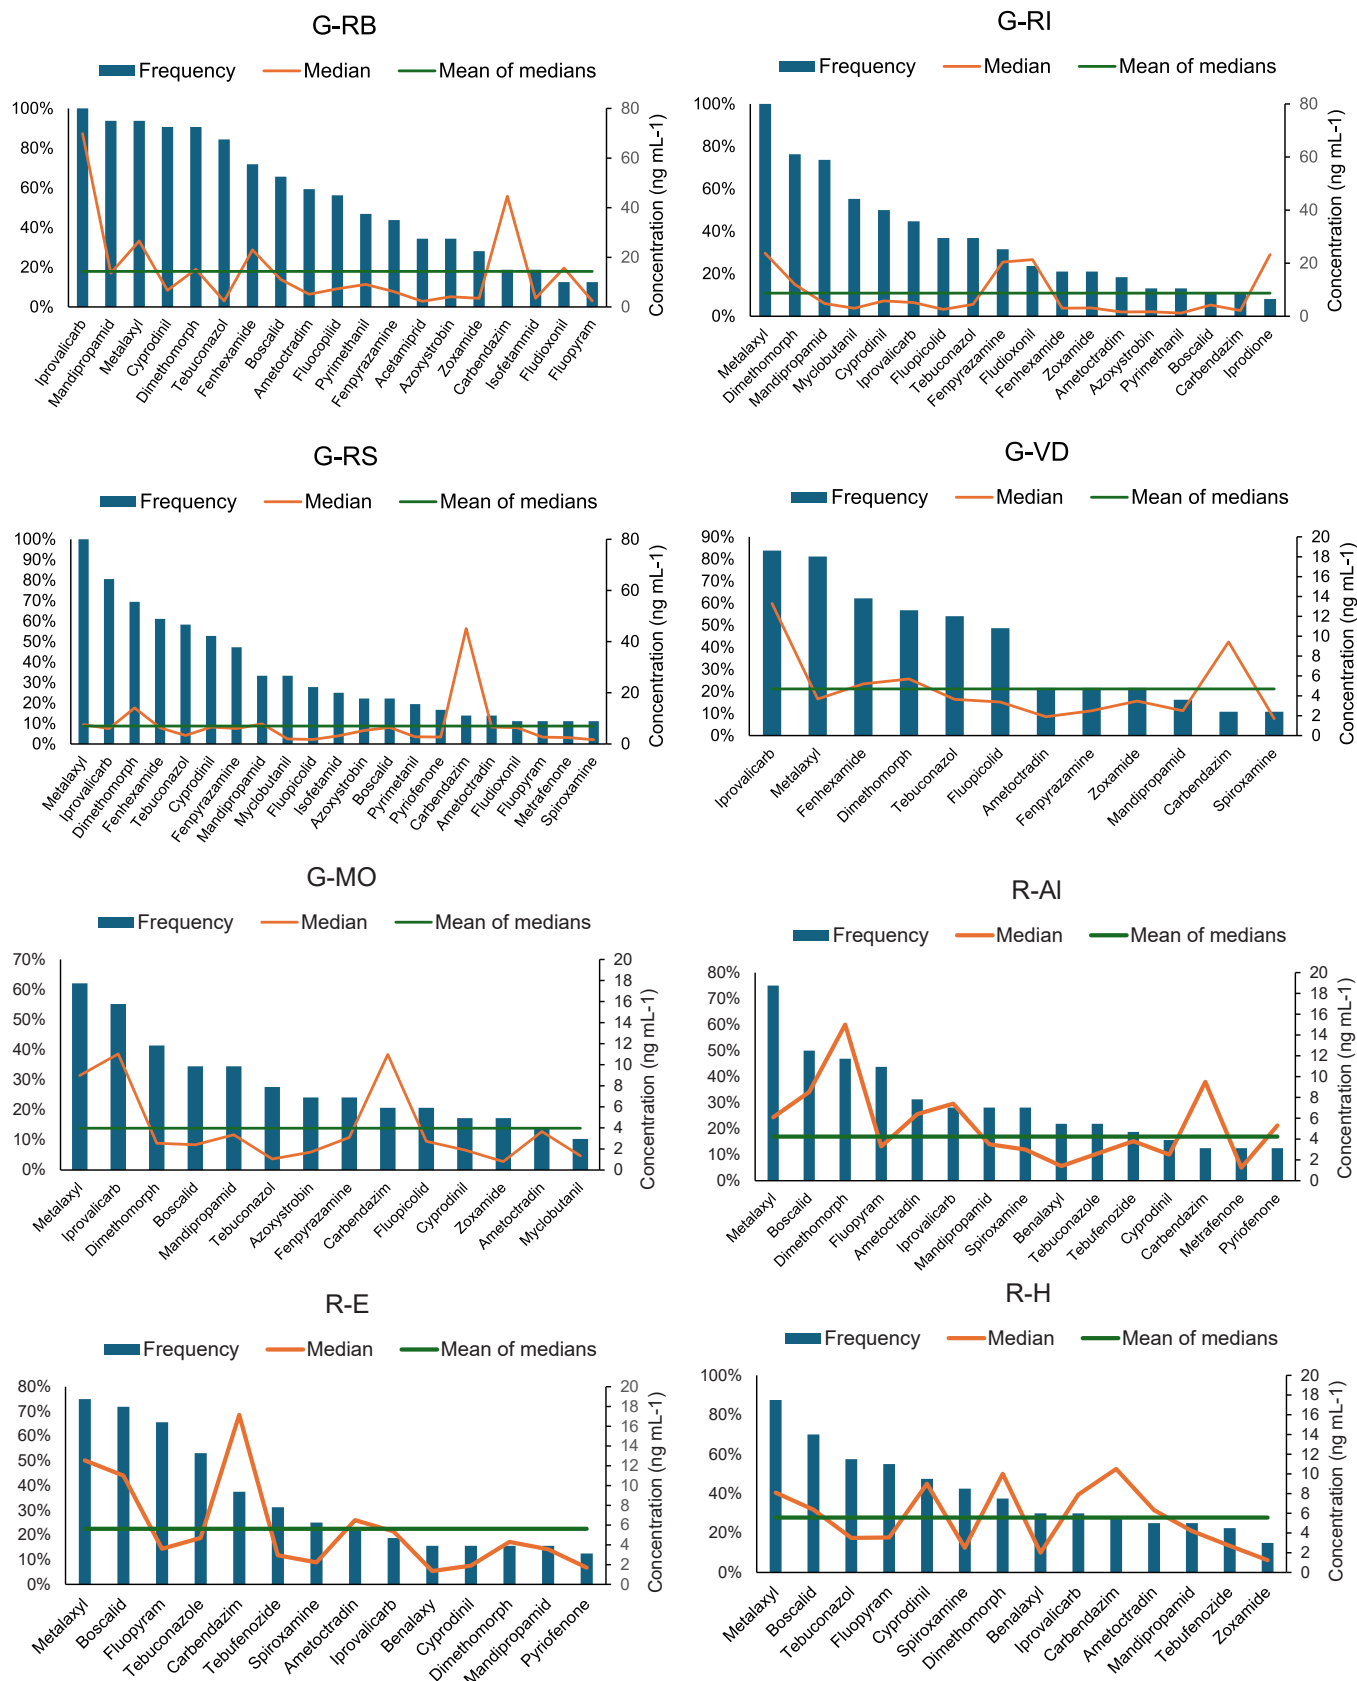 G-RB
Frequency Median Mean of medians
100%
80%
60%
40%
20%
0%
80
60
40
20
0
Concentration (ng mL-1)
Iprovalicarb
Mandipropamid
Metalaxyl
Cyprodinil
Dimethomorph
Tebuconazol
Fenhexamide
Boscalid
Ametoctradim
Fluocopilid
Pyrimethanil
Fenpyrazamine
Acetamiprid
Azoxystrobin
Zoxamide
Carbendazim
Isofetammid
Fludioxonil
Fluopyram
G-RI
Frequency Median Mean of medians
100%
80%
60%
40%
20%
0%
80
60
40
20
0
Concentration (ng mL-1)
Metalaxyl
Dimethomorph
Mandipropamid
Myclobutanil
Cyprodinil
Iprovalicarb
Flupicolid
Tebuconazol
Fenpyrazamine
Fludioxonil
Fenhexamide
Zoxamide
Ametoctradim
Azoxystrobin
Pyrimethanil
Boscalid
Carbendazim
Iprodione
G-RS
Frequency Median Mean of medians
100%
90%
80%
70%
60%
50%
40%
30%
20%
10%
0%
80
60
40
20
0
Concentration (ng mL-1)
Metalaxyl
Iprovalicarb
Dimethomorph
Fenhexamide
Tebuconazol
Cyprodinil
Fenpyrazamine
Mandipropamid
Myclobutanil
Fluopicolid
Isofetamid
Azoxystrobin
Boscalid
Pyrimetanil
Pyriofenone
Carbendazim
Ametoctradin
Fludioxonil
Fluopyram
Metrafenone
Spiroxamine
G-VD
Frequency Median Mean of medians
90%
80%
70%
60%
50%
40%
30%
20%
10%
0%
20
18
16
14
12
10
8
6
4
2
0
Concentration (ng mL-1)
Iprovalicarb
Metalaxyl
Fenhexamide
Dimethomorph
Tebuconazol
Fluopicolid
Ametoctradin
Fenpyrazamine
Zoxamide
Mandipropamid
Carbendazim
Spiroxamine
G-MO
Frequency Median Mean of medians
70%
60%
50%
40%
30%
20%
10%
0%
20
18
16
14
12
10
8
6
4
2
0
Concentration (ng mL-1)
Metalaxyl
Iprovalicarb
Dimethomorph
Boscalid
Mandipropamid
Tebuconazol
Azoxystrobin
Fenpyrazamine
Carbendazim
Fluopicolid
Cyprodinil
Zoxamide
Ametoctradin
Myclobutanil
R-Al
Frequency Median Mean of medians
80%
70%
60%
50%
40%
30%
20%
10%
0%
20
18
16
14
12
10
8
6
4
2
0
Concentration (ng mL-1)
Metalaxyl
Boscalid
Dimethomorph
Fluopyram
Ametoctradin
Iprovalicarb
Mandipropamid
Spiroxamine
Benalaxyl
Tebuconazole
Tebufenozide
Cyprodinil
Carbendazim
Metrafenone
Pyriofenone
R-E
Frequency Median Mean of medians
80%
70%
60%
50%
40%
30%
20%
10%
0%
20
18
16
14
12
10
8
6
4
2
0
Concentration (ng mL-1)
Metalaxyl
Boscalid
Fluopyram
Tebuconazole
Carbendazim
Tebufenozide
Spiroxamine
Ametoctradin
Iprovalicarb
Benalaxy
Cyprodinil
Dimethomorph
Mandipropamid
Pyriofenone
R-H
Frequency Median Mean of medians
100%
80%
60%
40%
20%
0%
20
18
16
14
12
10
8
6
4
2
0
Concentration (ng mL-1)
Metalaxyl
Boscalid
Tebuconazol
Fluopyram
Cyprodinil
Spiroxamine
Dimethomorph
Benalaxyl
Iprovalicarb
Carbendazim
Ametoctradin
Mandipropamid
Tebufenozide
Zoxamide